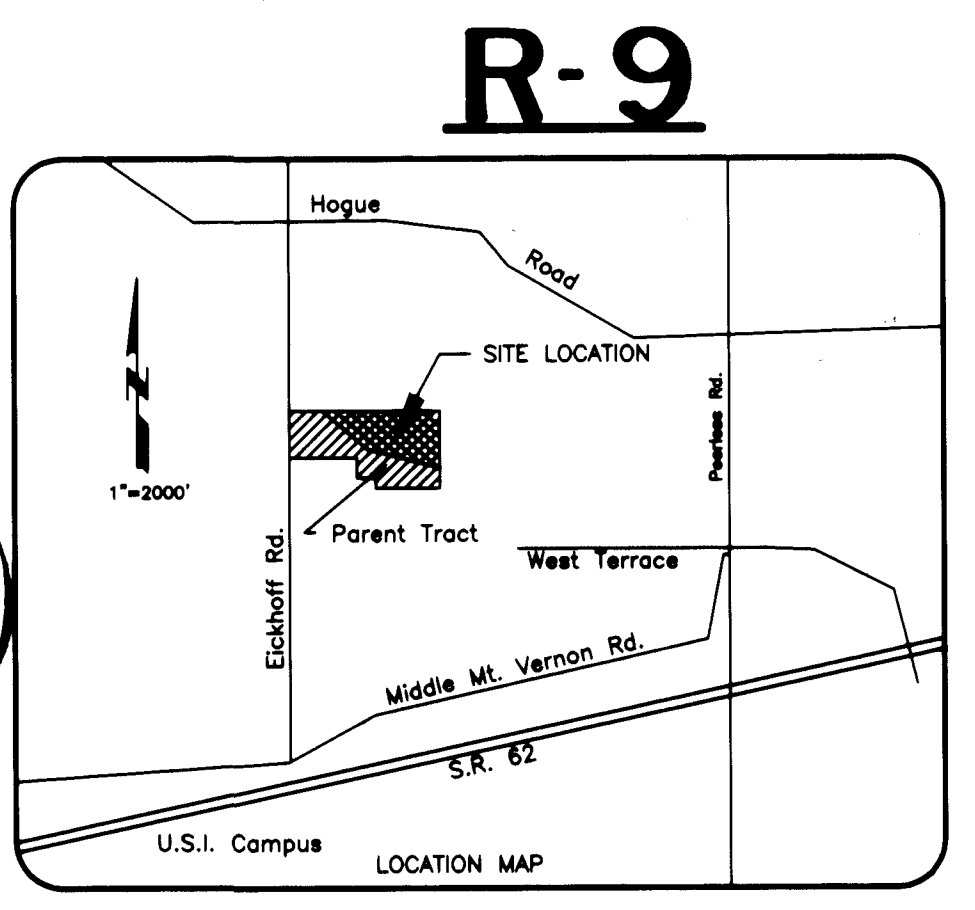 R-9
Hogue
Road
SITE LOCATION
Peerless Rd.
N
1"=2000'
Parent Tract
West Terrace
Eickhoff Rd.
Middle Mt. Vernon Rd.
S.R. 62
U.S.I. Campus
LOCATION MAP